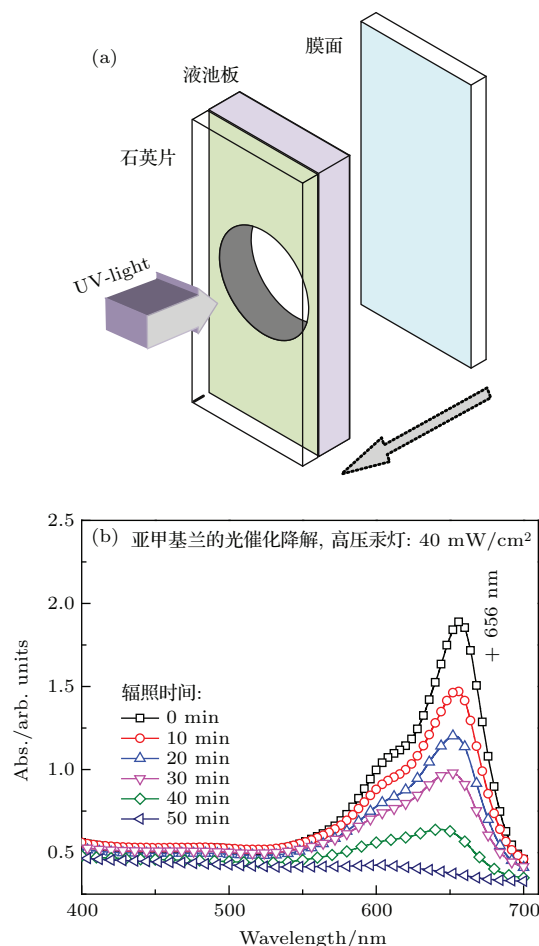 (a)
膜面
液池板
石英片
UV-light
(b) 亚甲基兰的光催化降解, 高压汞灯: 40 mW/cm²
+ 656 nm
辐照时间:
0 min
10 min
20 min
30 min
40 min
50 min
2.5
2.0
1.5
1.0
0.5
Abs./arb. units
400 500 600 700
Wavelength/nm